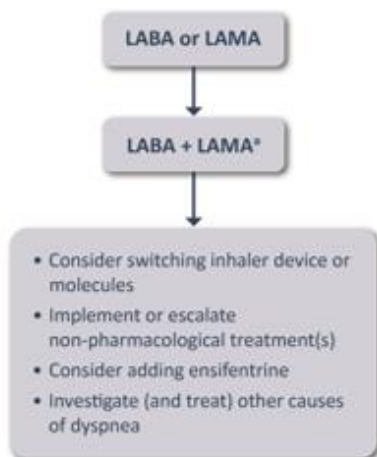 LABA or LAMA
LABA + LAMAª
• Consider switching inhaler device or
molecules
• Implement or escalate
non-pharmacological treatment(s)
• Consider adding ensifentrine
• Investigate (and treat) other causes
of dyspnea